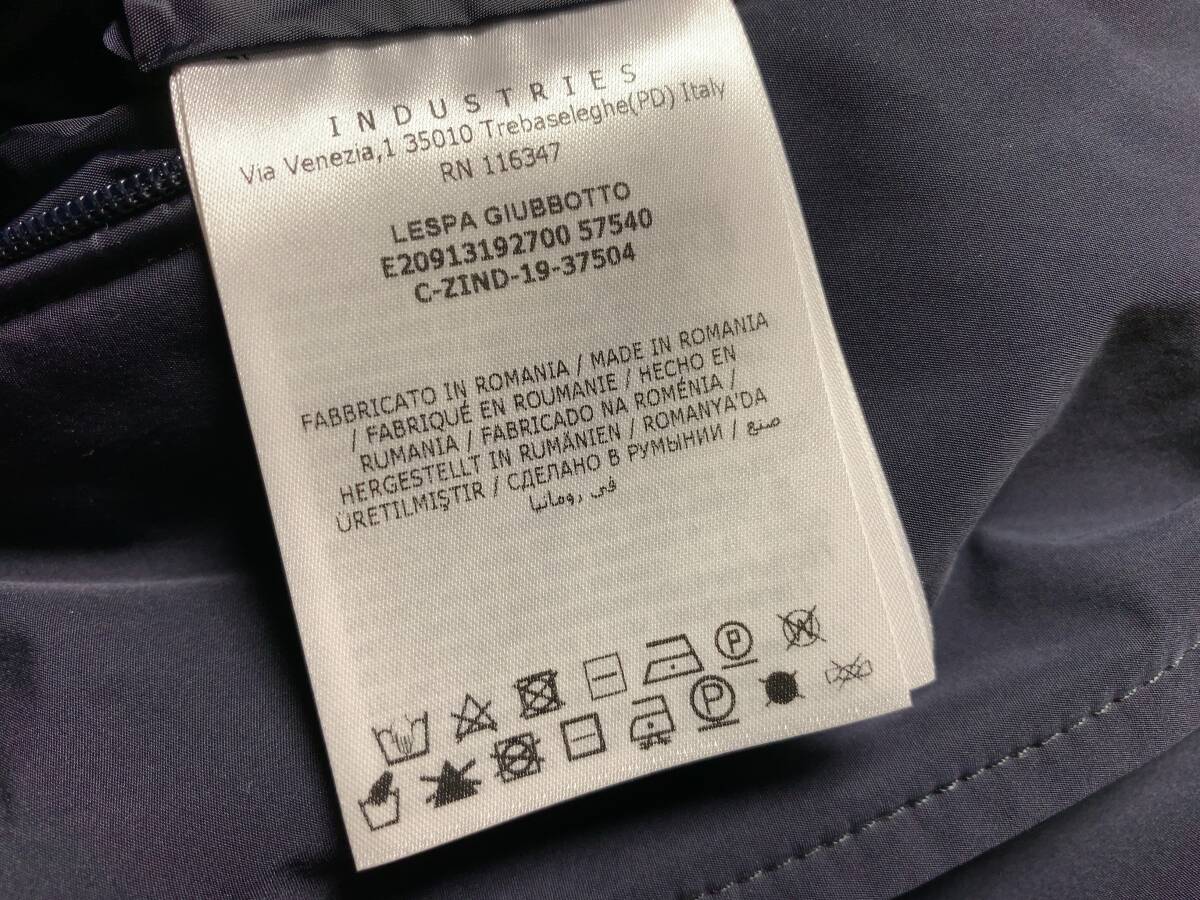 INDUSTRIES
Via Venezia,1 35010 Trebaseleghe(PD) Italy
RN 116347
LESPA GIUBBOTTO
E20913192700 57540
C-ZIND-19-37504
FABBRICATO IN ROMANIA / MADE IN ROMANIA
/ FABRIQUÉ EN ROUMANIE / HECHO EN
RUMANIA / FABRICADO NA ROMÉNIA /
HERGESTELLT IN RUMÄNIEN / ROMANYA'DA
ÜRETILMIŞTIR / СДЕЛАНО В РУМЫНИИ / صنع
في رومانيا
P W
P